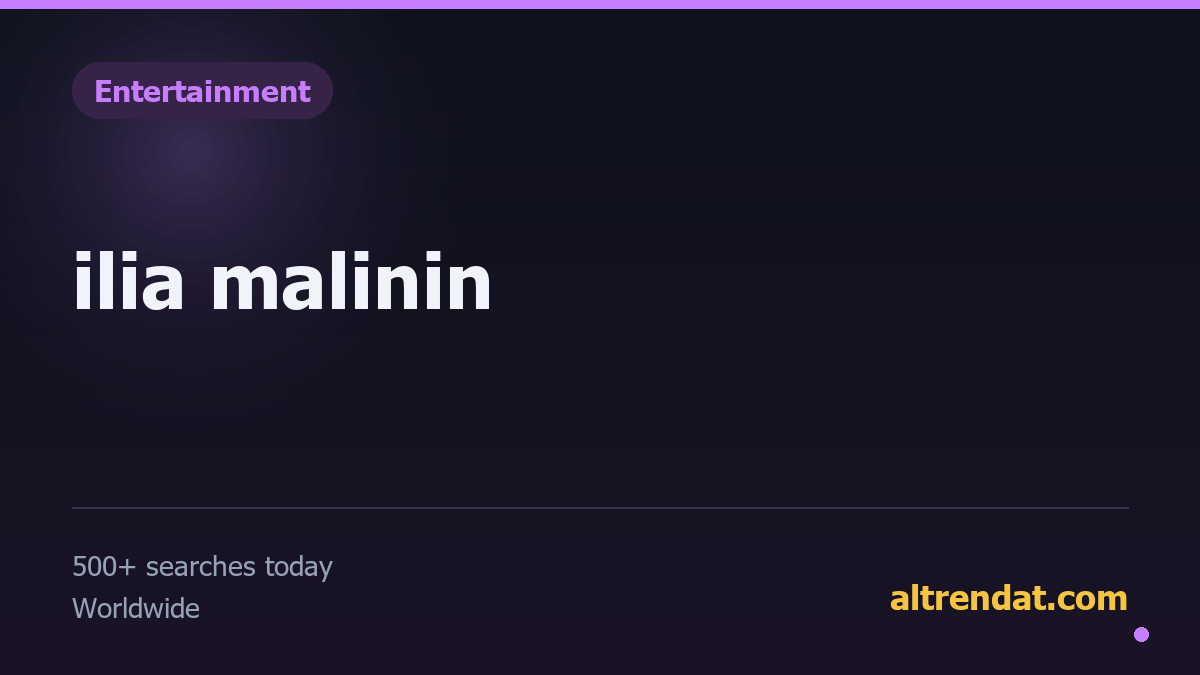 Entertainment
ilia malinin
500+ searches today
Worldwide
altrendat.com